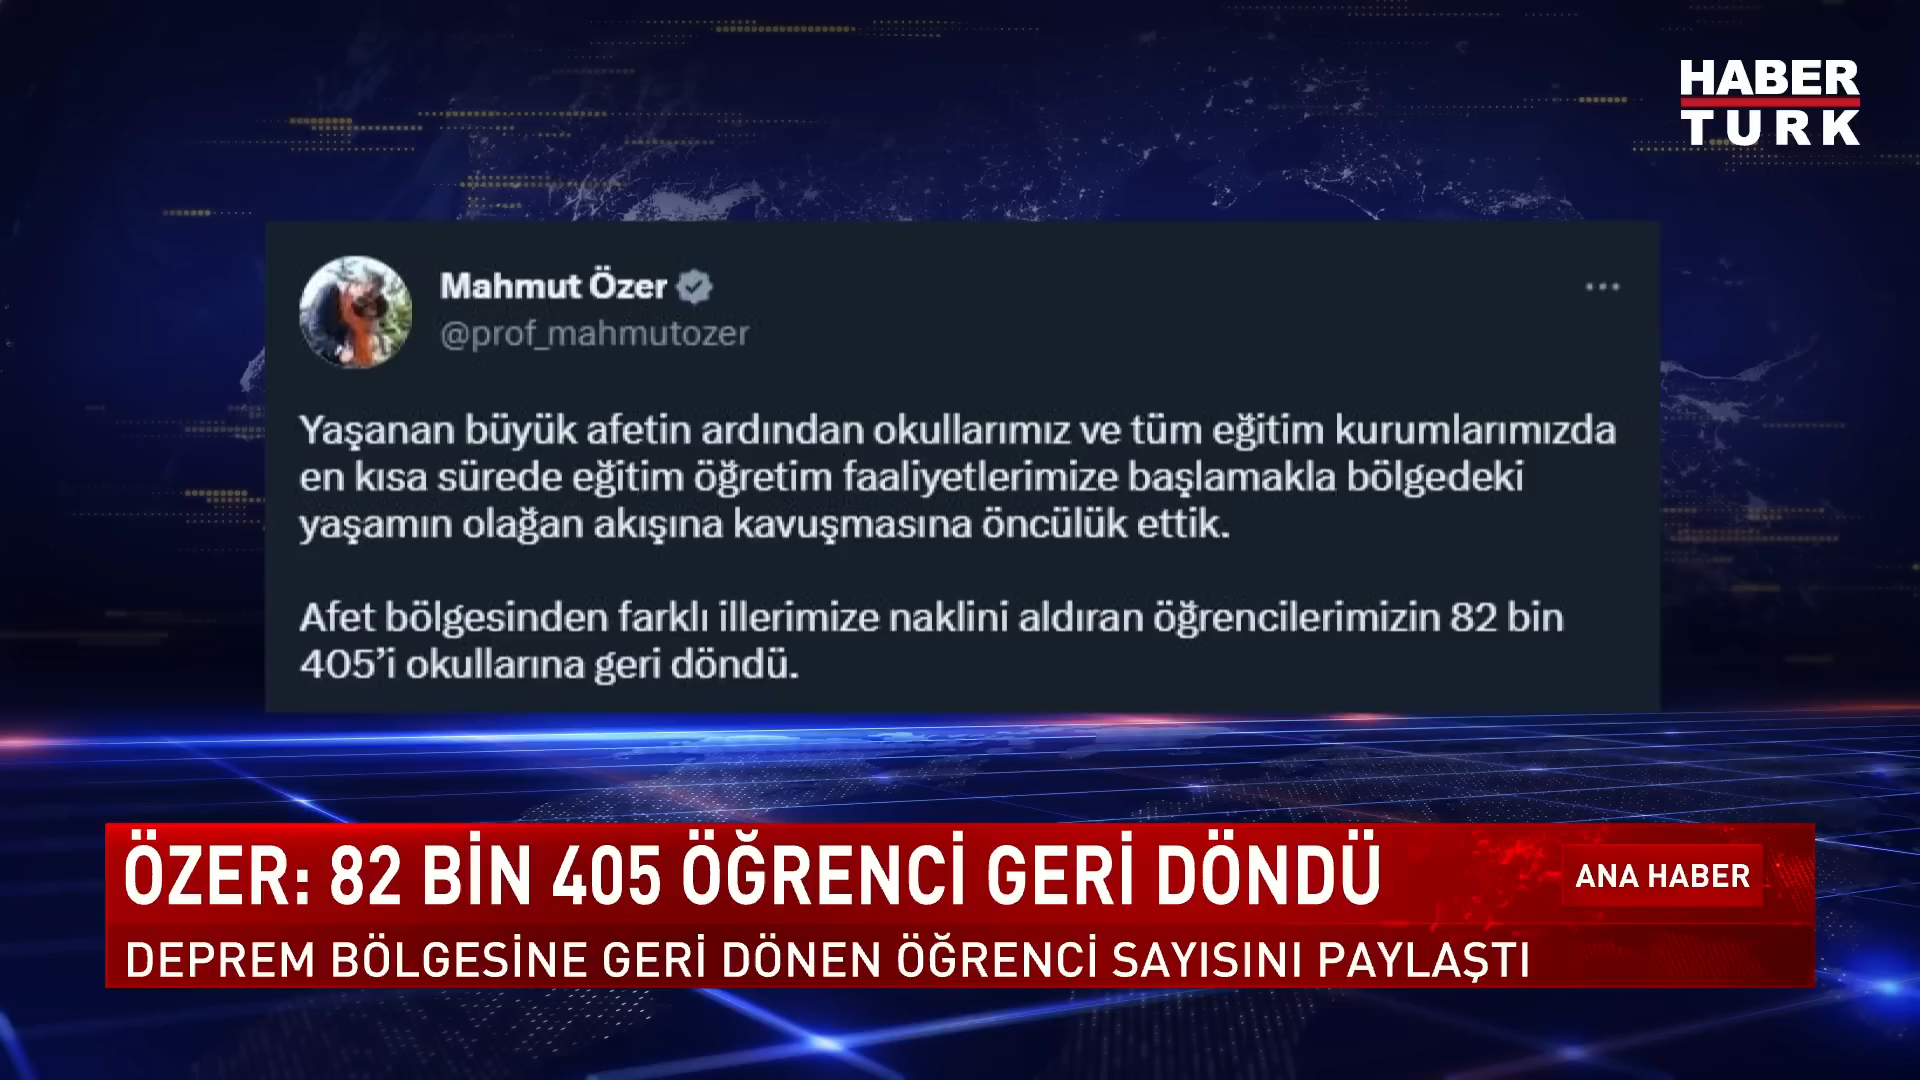 HABER
TURK
Mahmut Özer
@prof_mahmutozer
Yaşanan büyük afetin ardından okullarımız ve tüm eğitim kurumlarımızda
en kısa sürede eğitim öğretim faaliyetlerimize başlamakla bölgedeki
yaşamın olağan akışına kavuşmasına öncülük ettik.
Afet bölgesinden farklı illerimize naklini aldıran öğrencilerimizin 82 bin
405’i okullarına geri döndü.
ÖZER: 82 BİN 405 ÖĞRENCİ GERİ DÖNDÜ
ANA HABER
DEPREM BÖLGESİNE GERİ DÖNEN ÖĞRENCİ SAYISINI PAYLAŞTI